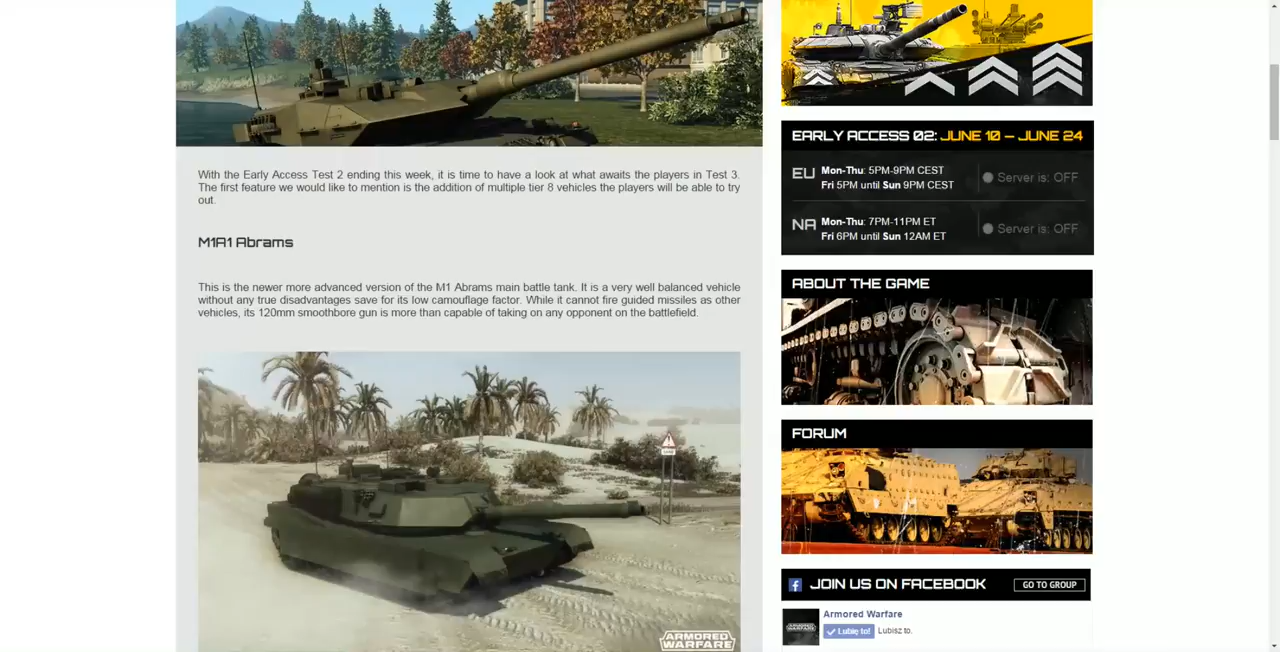 With the Early Access Test 2 ending this week, it is time to have a look at what awaits the players in Test 3.
The first feature we would like to mention is the addition of multiple tier 8 vehicles the players will be able to try
out.
M1A1 Abrams
This is the newer more advanced version of the M1 Abrams main battle tank. It is a very well balanced vehicle
without any true disadvantages save for its low camouflage factor. While it cannot fire guided missiles as other
vehicles, its 120mm smoothbore gun is more than capable of taking on any opponent on the battlefield.
ARMORED
WARFARE
EARLY ACCESS 02: JUNE 10 – JUNE 24
EU
Mon-Thu: 5PM-9PM CEST
Fri 5PM until Sun 9PM CEST
Server is: OFF
NA
Mon-Thu: 7PM-11PM ET
Fri 6PM until Sun 12AM ET
Server is: OFF
ABOUT THE GAME
FORUM
JOIN US ON FACEBOOK
GO TO GROUP
Armored Warfare
Lubię to!
Lubisz to.